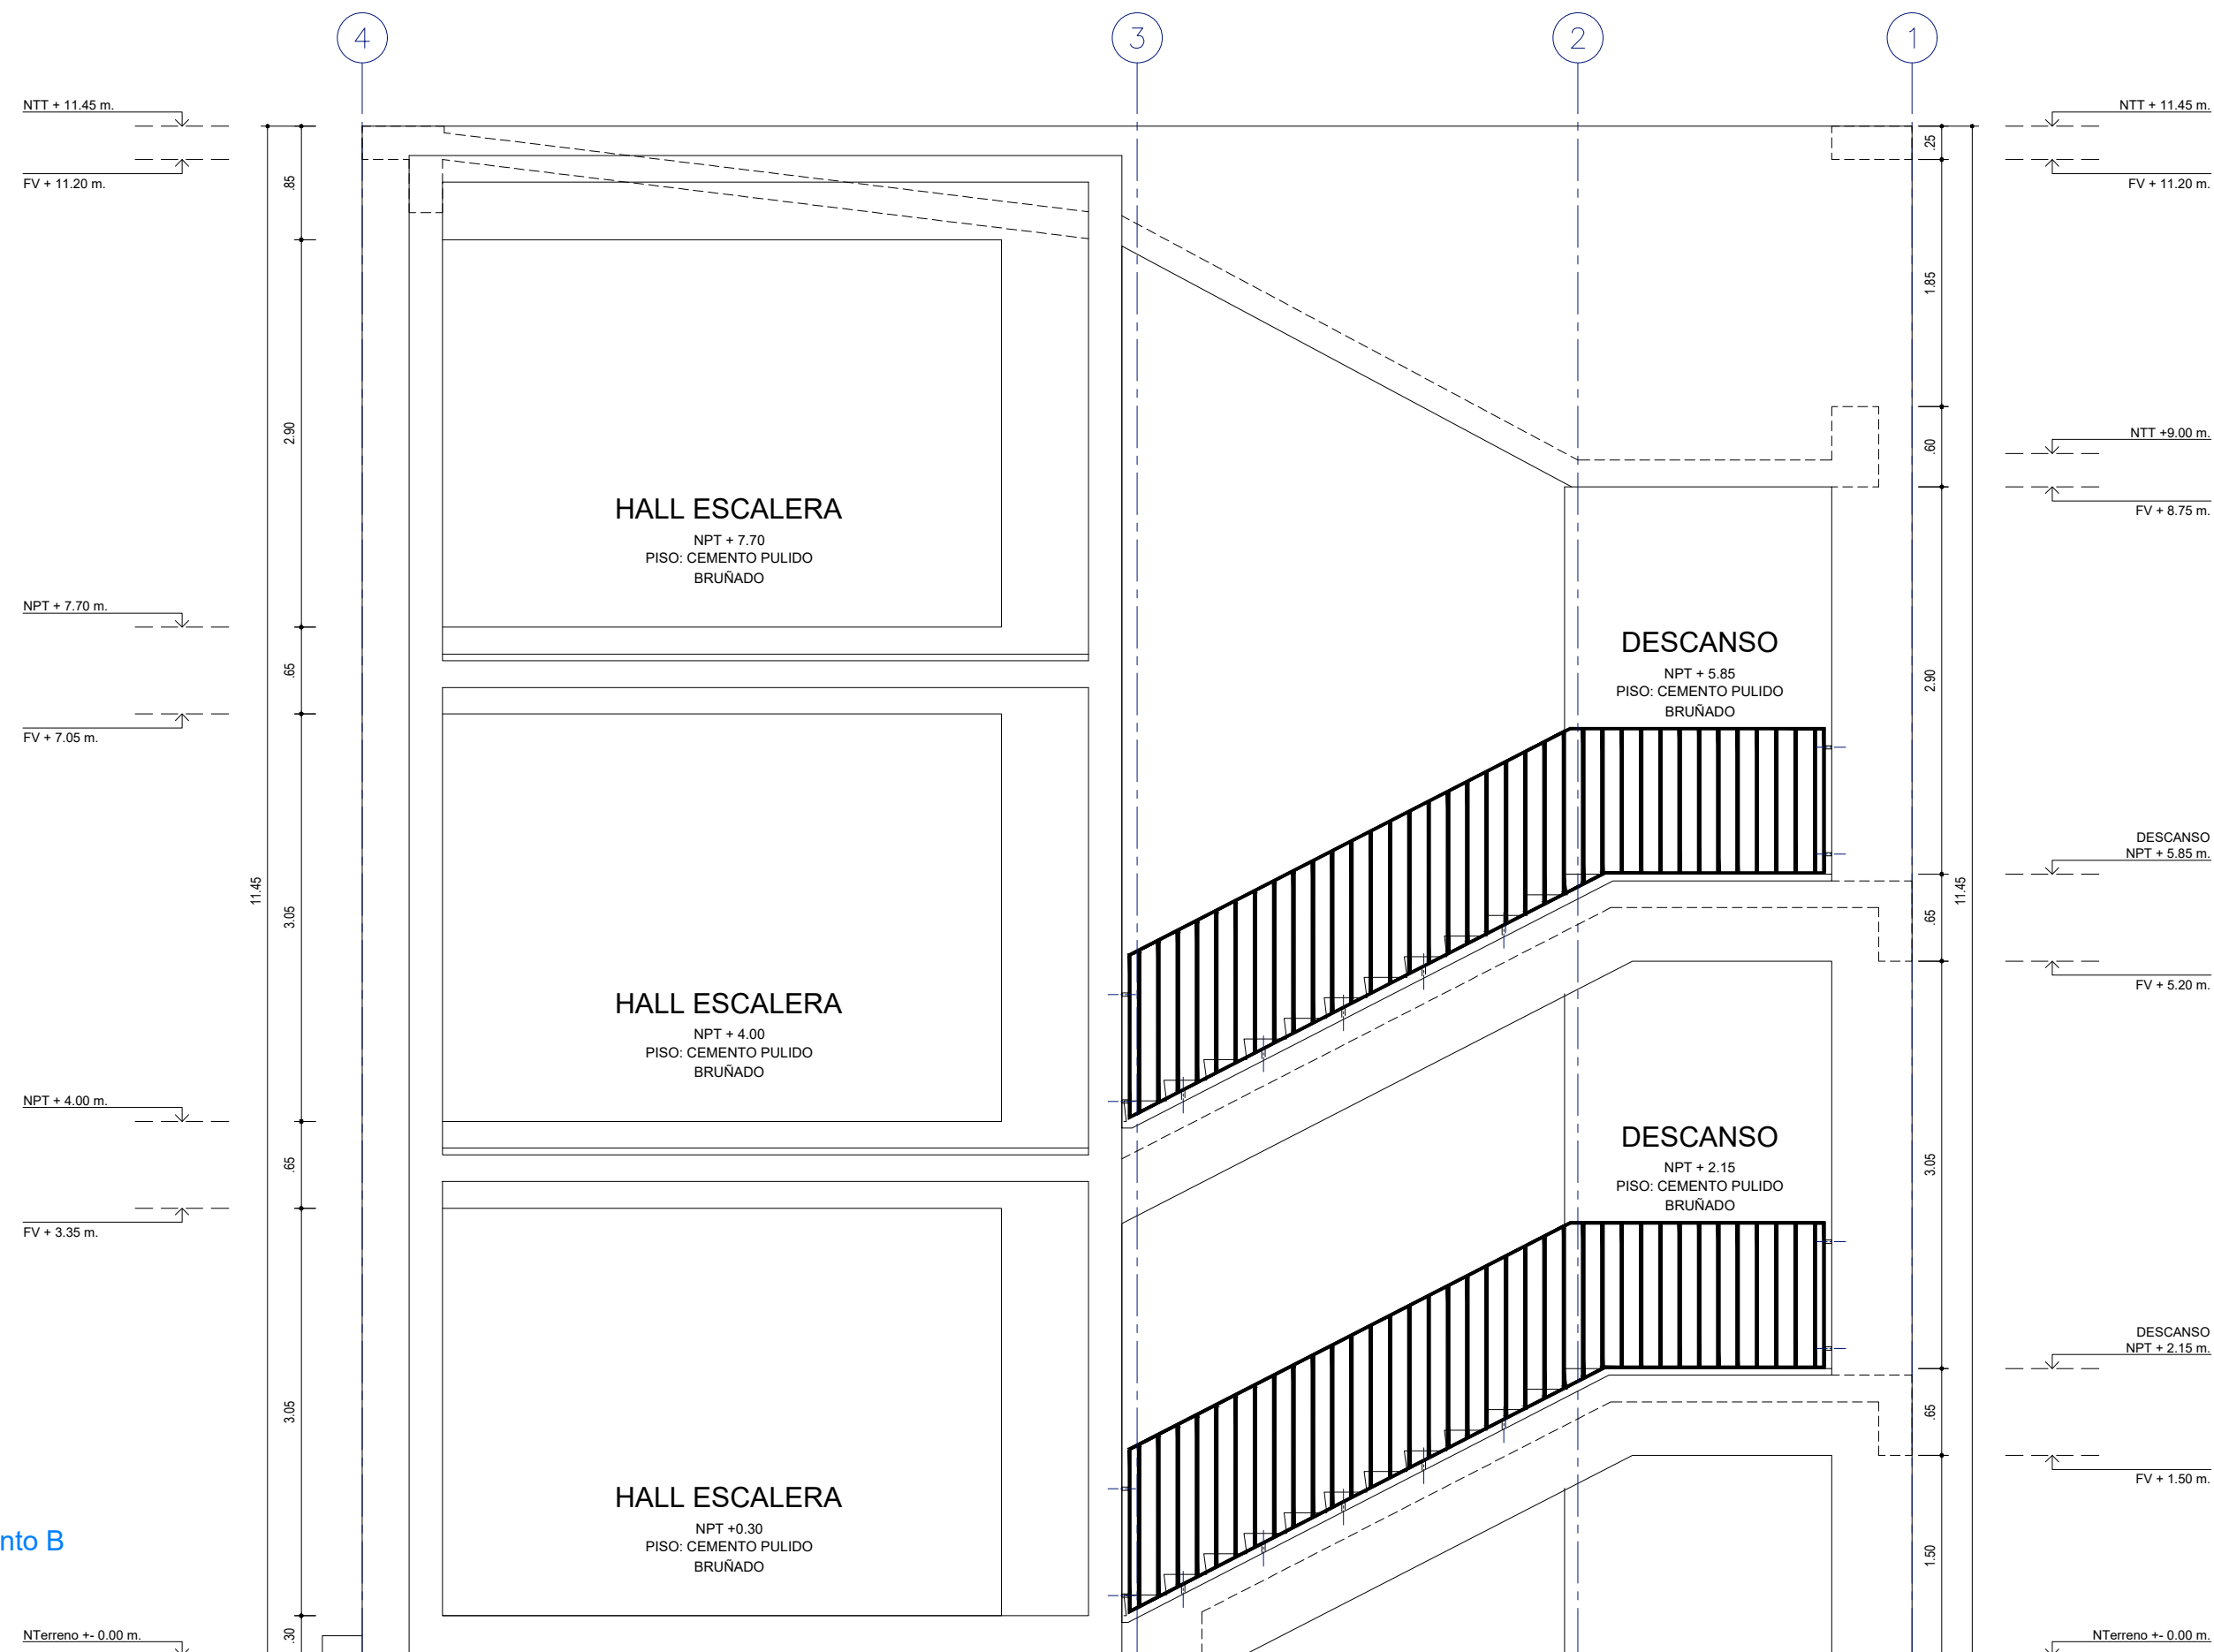 4
3
2
1
NTT + 11.45 m.
FV + 11.20 m.
NPT + 7.70 m.
FV + 7.05 m.
NPT + 4.00 m.
FV + 3.35 m.
nto B
NTerreno +- 0.00 m.
11.45
.85
2.90
.65
3.05
.65
3.05
.30
HALL ESCALERA
NPT + 7.70
PISO: CEMENTO PULIDO
BRUÑADO
HALL ESCALERA
NPT + 4.00
PISO: CEMENTO PULIDO
BRUÑADO
HALL ESCALERA
NPT +0.30
PISO: CEMENTO PULIDO
BRUÑADO
DESCANSO
NPT + 5.85
PISO: CEMENTO PULIDO
BRUÑADO
DESCANSO
NPT + 2.15
PISO: CEMENTO PULIDO
BRUÑADO
.25
1.85
.60
2.90
.65
3.05
.65
1.50
11.45
NTT + 11.45 m.
FV + 11.20 m.
NTT +9.00 m.
FV + 8.75 m.
DESCANSO
NPT + 5.85 m.
FV + 5.20 m.
DESCANSO
NPT + 2.15 m.
FV + 1.50 m.
NTerreno +- 0.00 m.